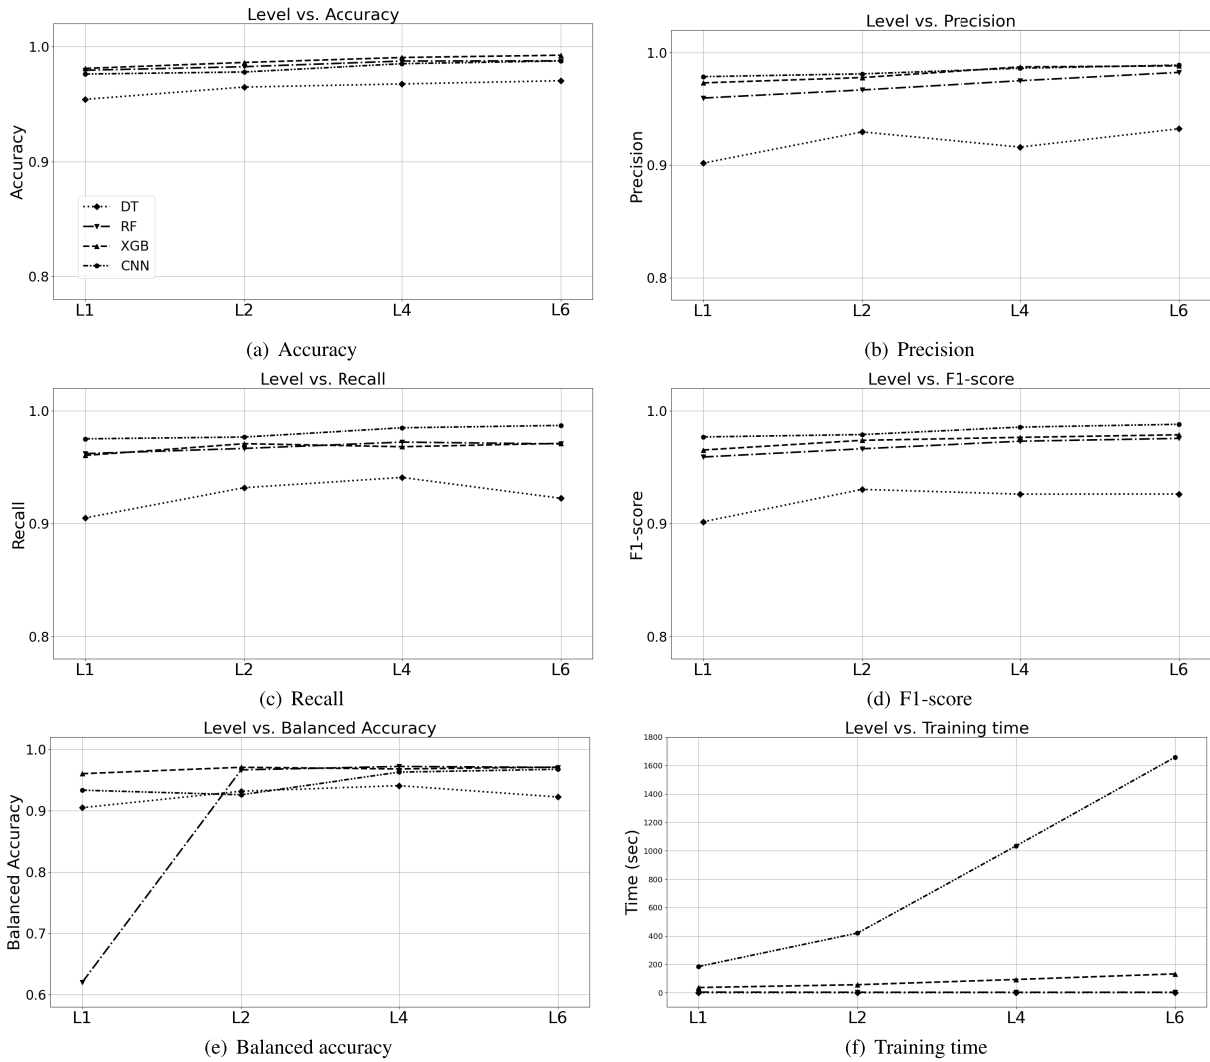 Level vs. Accuracy
Accuracy
1.0
0.9
0.8
DT
RF
XGB
CNN
L1 L2 L4 L6
(a) Accuracy
Level vs. Precision
Precision
1.0
0.9
0.8
L1 L2 L4 L6
(b) Precision
Level vs. Recall
Recall
1.0
0.9
0.8
L1 L2 L4 L6
(c) Recall
Level vs. F1-score
F1-score
1.0
0.9
0.8
L1 L2 L4 L6
(d) F1-score
Level vs. Balanced Accuracy
Balanced Accuracy
1.0
0.9
0.8
0.7
0.6
L1 L2 L4 L6
(e) Balanced accuracy
Level vs. Training time
Time (sec)
1800
1600
1400
1200
1000
800
600
400
200
0
L1 L2 L4 L6
(f) Training time